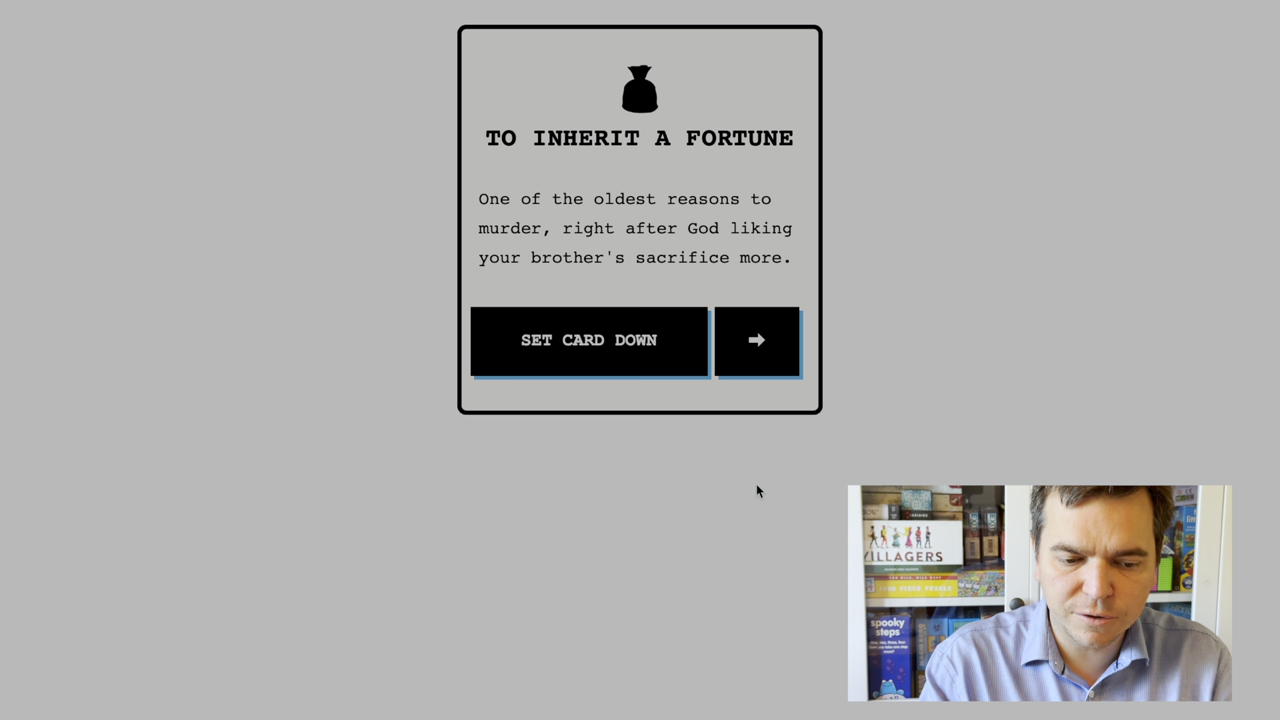 TO INHERIT A FORTUNE
One of the oldest reasons to
murder, right after God liking
your brother's sacrifice more.
SET CARD DOWN
VILLAGERS
spooky
steps